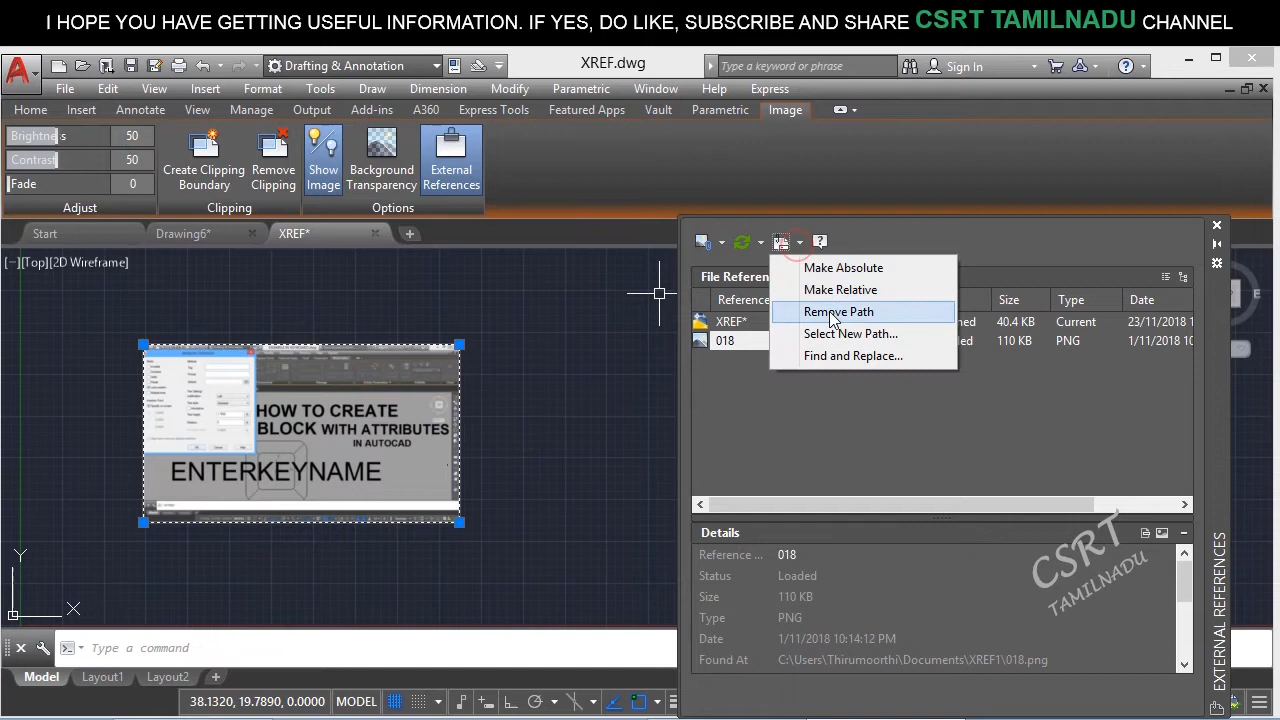 I HOPE YOU HAVE GETTING USEFUL INFORMATION. IF YES, DO LIKE, SUBSCRIBE AND SHARE CSRT TAMILNADU CHANNEL
Drafting & Annotation
XREF.dwg
Type a keyword or phrase
Sign In
File Edit View Insert Format Tools Draw Dimension Modify Parametric Window Help Express
Home Insert Annotate View Manage Output Add-ins A360 Express Tools Featured Apps Vault Parametric Image
Brightness 50
Contrast 50
Fade 0
Adjust
Create Clipping Boundary
Remove Clipping
Clipping
Show Image
Background Transparency
External References
Options
Start Drawing6* XREF*
[−][Top][2D Wireframe]
HOW TO CREATE
BLOCK WITH ATTRIBUTES
IN AUTOCAD
ENTERKEYNAME
Y
X
E
File Referen
Make Absolute
Make Relative
Remove Path
Select New Path...
Find and Replace...
Reference Size Type Date
XREF* ned 40.4 KB Current 23/11/2018 1
018 ed 110 KB PNG 1/11/2018 10:
Details
Reference ... 018
Status Loaded
Size 110 KB
Type PNG
Date 1/11/2018 10:14:12 PM
Found At C:\Users\Thirumoorthi\Documents\XREF1\018.png
CSRT
TAMILNADU
EXTERNAL REFERENCES
Type a command
Model Layout1 Layout2
38.1320, 19.7890, 0.0000 MODEL